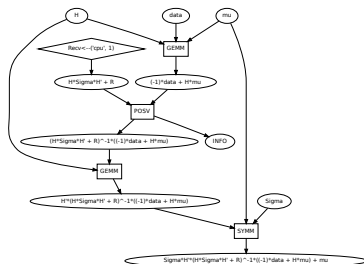 H
data
mu
Recv<--('cpu', 1)
GEMM
H*Sigma*H' + R
(-1)*data + H*mu
POSV
(H*Sigma*H' + R)^-1*((-1)*data + H*mu)
INFO
GEMM
H'*(H*Sigma*H' + R)^-1*((-1)*data + H*mu)
Sigma
SYMM
Sigma*H'*(H*Sigma*H' + R)^-1*((-1)*data + H*mu) + mu